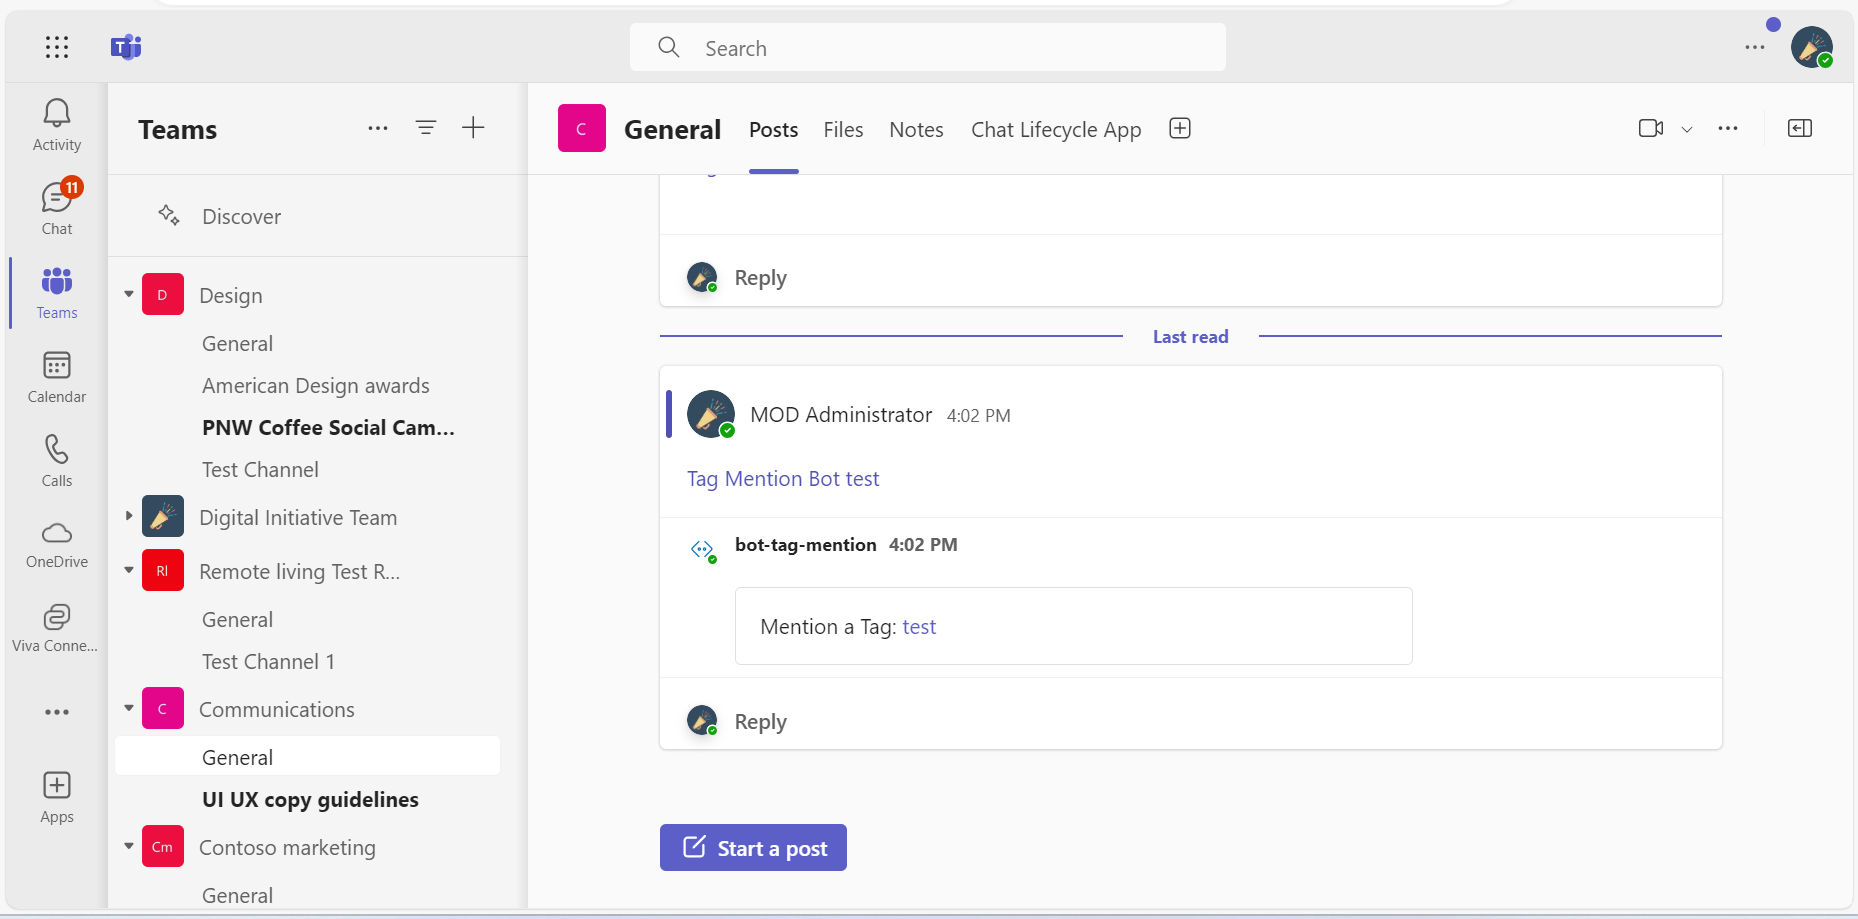 T
Search
Activity
11
Chat
Teams
Calendar
Calls
OneDrive
Viva Conne...
Apps
Teams
Discover
D Design
General
American Design awards
PNW Coffee Social Cam...
Test Channel
Digital Initiative Team
RI Remote living Test R...
General
Test Channel 1
C Communications
General
UI UX copy guidelines
Cm Contoso marketing
General
C General Posts Files Notes Chat Lifecycle App
Reply
Last read
MOD Administrator 4:02 PM
Tag Mention Bot test
bot-tag-mention 4:02 PM
Mention a Tag: test
Reply
Start a post